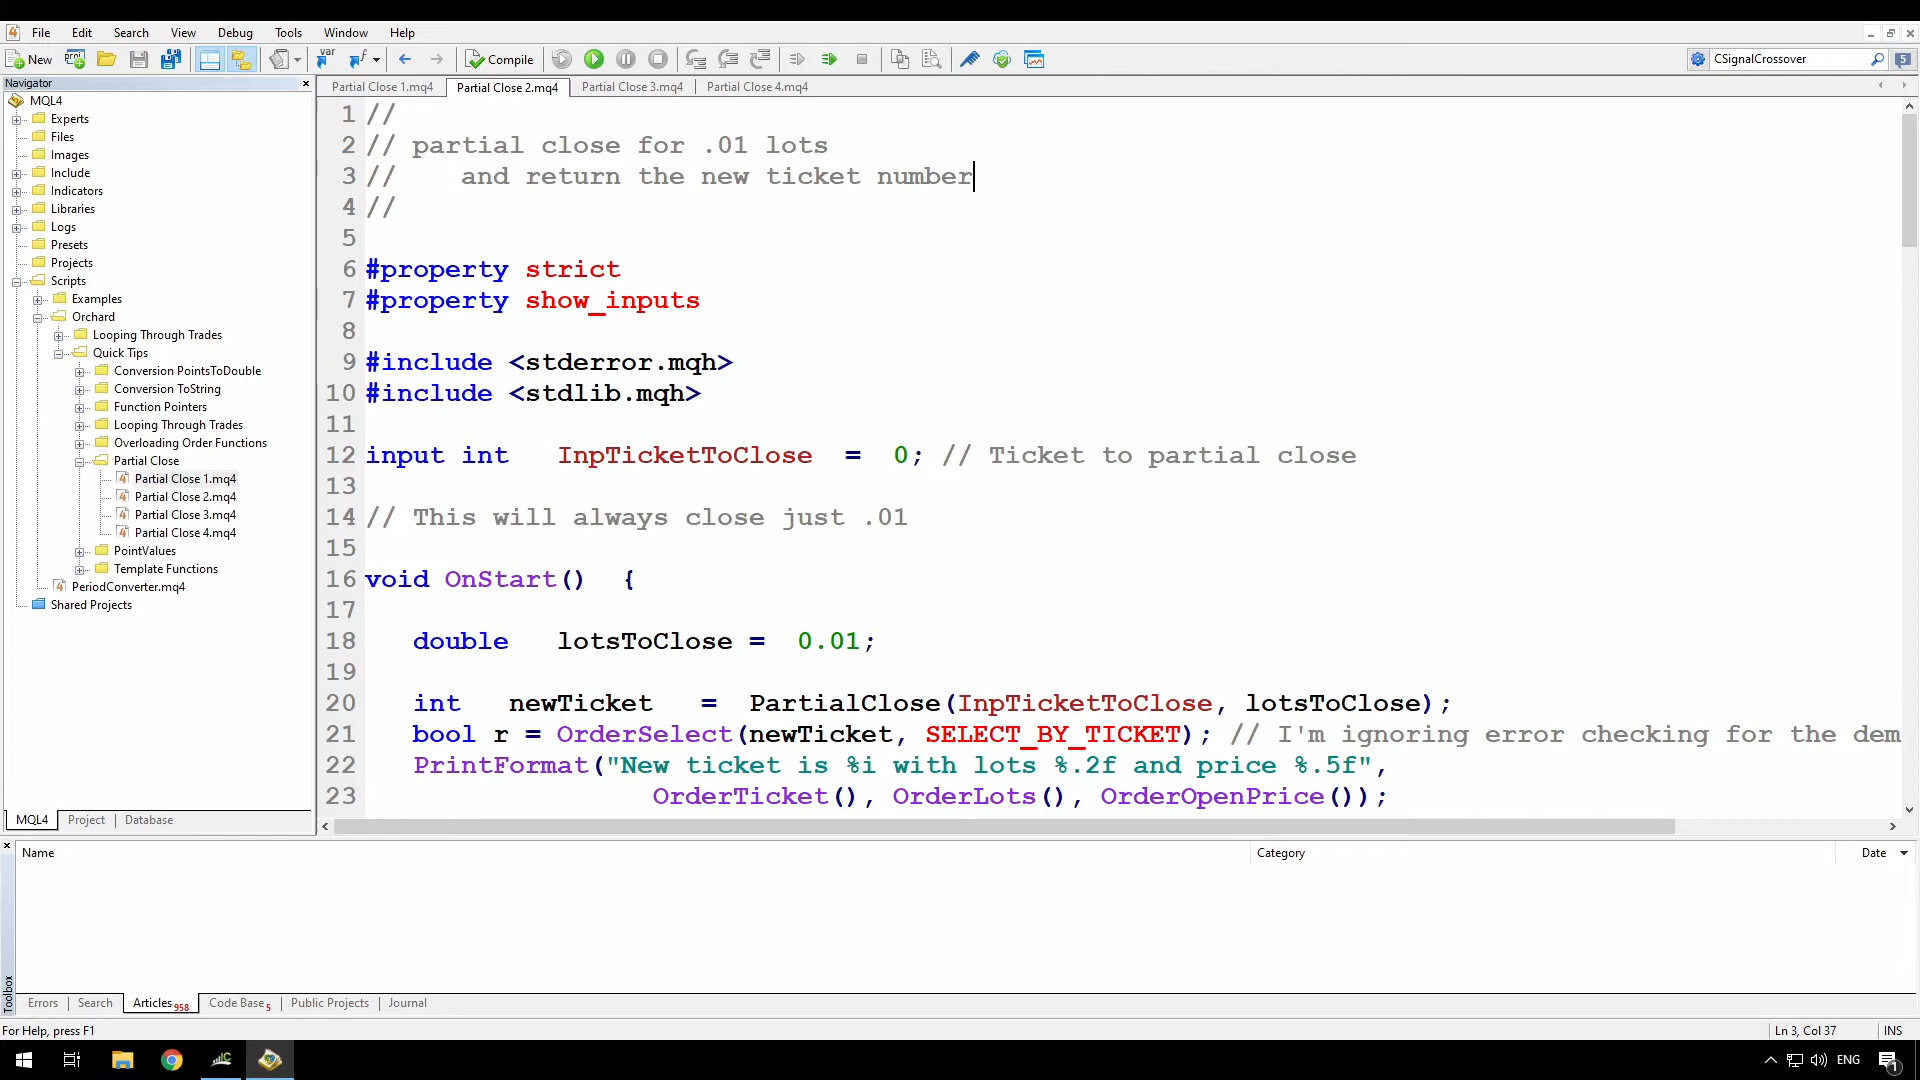 File Edit Search View Debug Tools Window Help
New Compile CSignalCrossover 5
Navigator
MQL4
Experts
Files
Images
Include
Indicators
Libraries
Logs
Presets
Projects
Scripts
Examples
Orchard
Looping Through Trades
Quick Tips
Conversion PointsToDouble
Conversion ToString
Function Pointers
Looping Through Trades
Overloading Order Functions
Partial Close
Partial Close 1.mq4
Partial Close 2.mq4
Partial Close 3.mq4
Partial Close 4.mq4
PointValues
Template Functions
PeriodConverter.mq4
Shared Projects
MQL4 Project Database
Partial Close 1.mq4 Partial Close 2.mq4 Partial Close 3.mq4 Partial Close 4.mq4
1 //
2 // partial close for .01 lots
3 //    and return the new ticket number
4 //
5
6 #property strict
7 #property show_inputs
8
9 #include <stderror.mqh>
10 #include <stdlib.mqh>
11
12 input int   InpTicketToClose  =  0; // Ticket to partial close
13
14 // This will always close just .01
15
16 void OnStart()  {
17
18    double   lotsToClose =  0.01;
19
20    int   newTicket   =  PartialClose(InpTicketToClose, lotsToClose);
21    bool r = OrderSelect(newTicket, SELECT_BY_TICKET); // I'm ignoring error checking for the dem
22    PrintFormat("New ticket is %i with lots %.2f and price %.5f",
23                   OrderTicket(), OrderLots(), OrderOpenPrice());
Name Category Date
Toolbox
Errors Search Articles 958 Code Base 5 Public Projects Journal
For Help, press F1 Ln 3, Col 37 INS
ENG 1